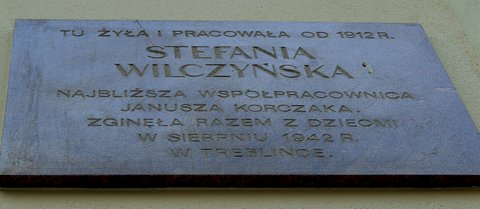 TU ŻYŁA I PRACOWAŁA OD 1912 R.
STEFANIA
WILCZYŃSKA
NAJBLIŻSZA WSPÓŁPRACOWNICA
JANUSZA KORCZAKA.
ZGINĘŁA RAZEM Z DZIEĆMI
W SIERPNIU 1942 R.
W TREBLINCE.